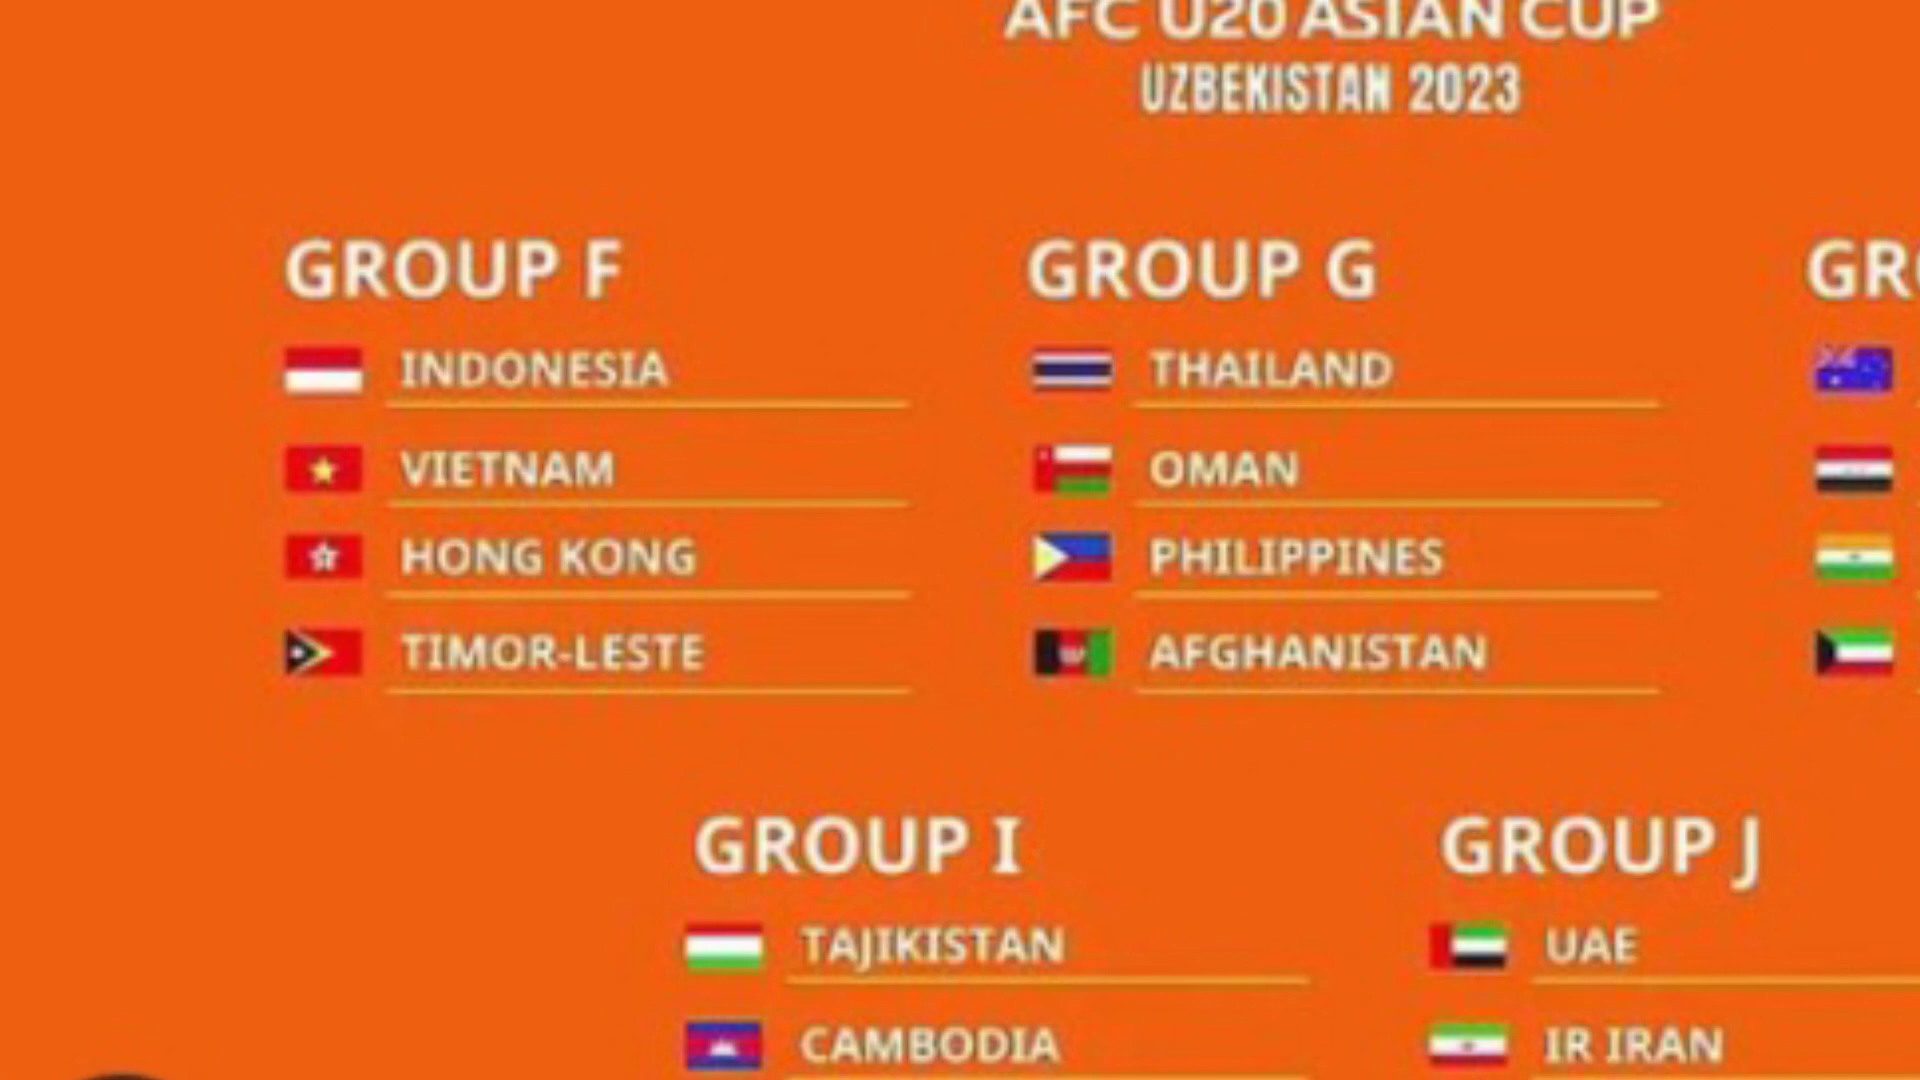 AFC U20 ASIAN CUP
UZBEKISTAN 2023
GROUP F
INDONESIA
VIETNAM
HONG KONG
TIMOR-LESTE
GROUP G
THAILAND
OMAN
PHILIPPINES
AFGHANISTAN
GR
GROUP I
TAJIKISTAN
CAMBODIA
GROUP J
UAE
IR IRAN